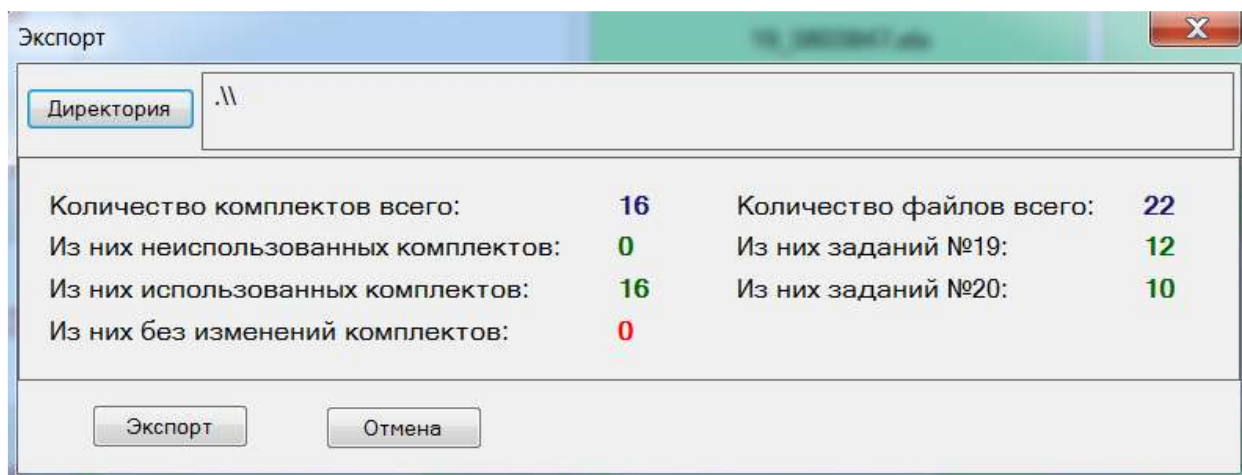 Экспорт
X
Директория .\\
Количество комплектов всего: 16 Количество файлов всего: 22
Из них неиспользованных комплектов: 0 Из них заданий №19: 12
Из них использованных комплектов: 16 Из них заданий №20: 10
Из них без изменений комплектов: 0
Экспорт Отмена